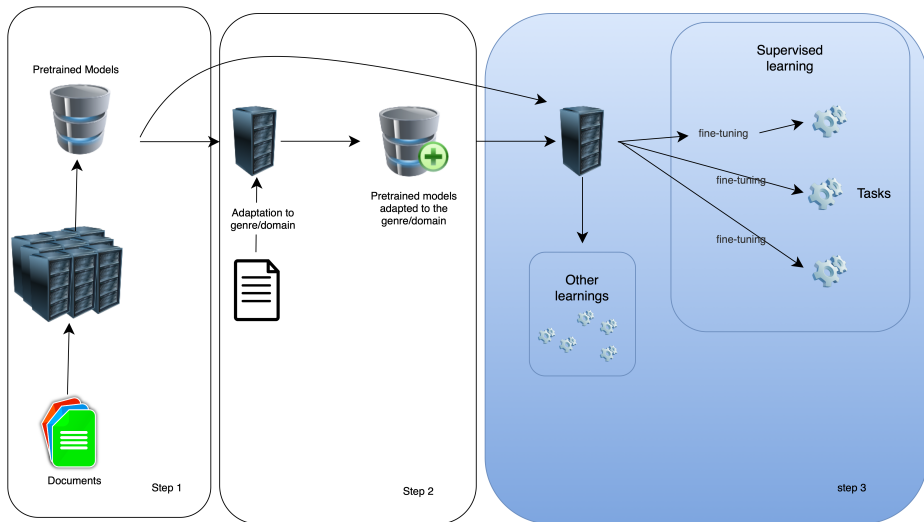 Pretrained Models
Documents
Step 1
Adaptation to
genre/domain
Pretrained models
adapted to the
genre/domain
Step 2
Supervised
learning
fine-tuning
fine-tuning
fine-tuning
Tasks
Other
learnings
step 3